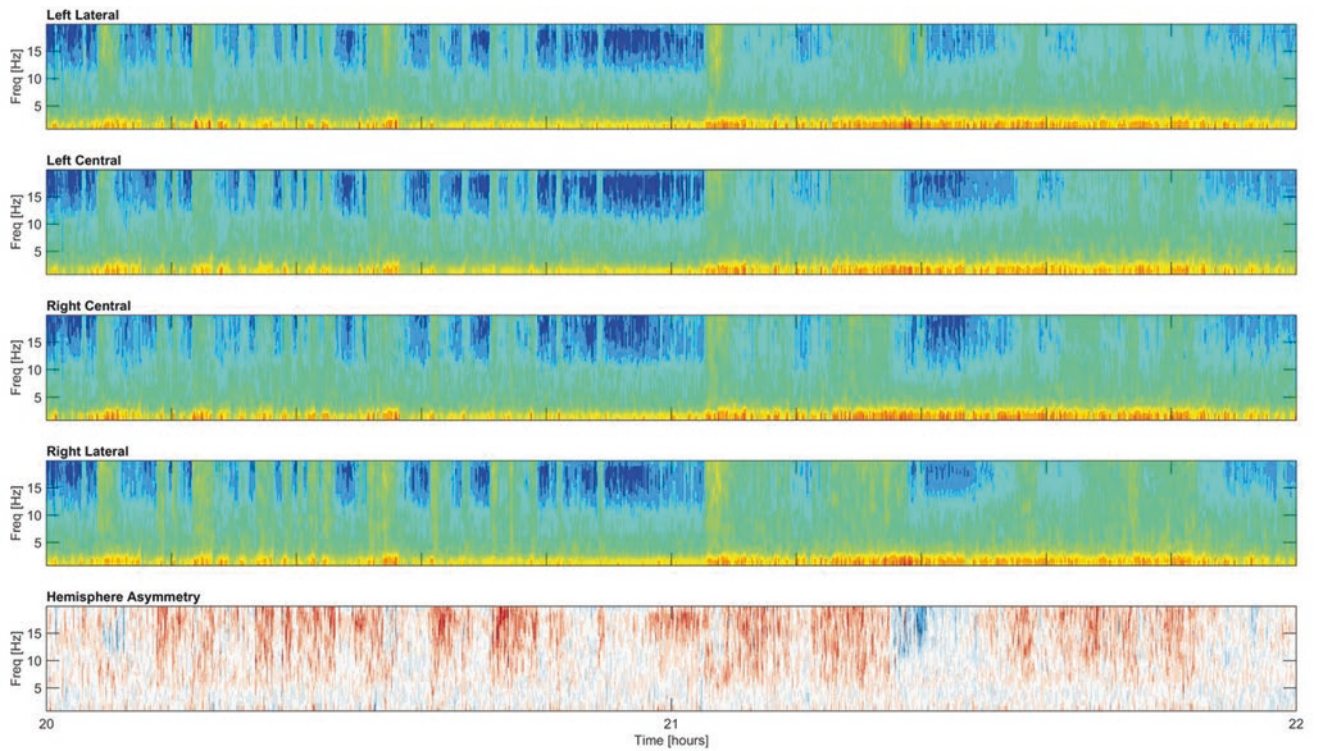 Left Lateral
Freq [Hz]
15
10
5
Left Central
Freq [Hz]
15
10
5
Right Central
Freq [Hz]
15
10
5
Right Lateral
Freq [Hz]
15
10
5
Hemisphere Asymmetry
Freq [Hz]
15
10
5
20 21 22
Time [hours]